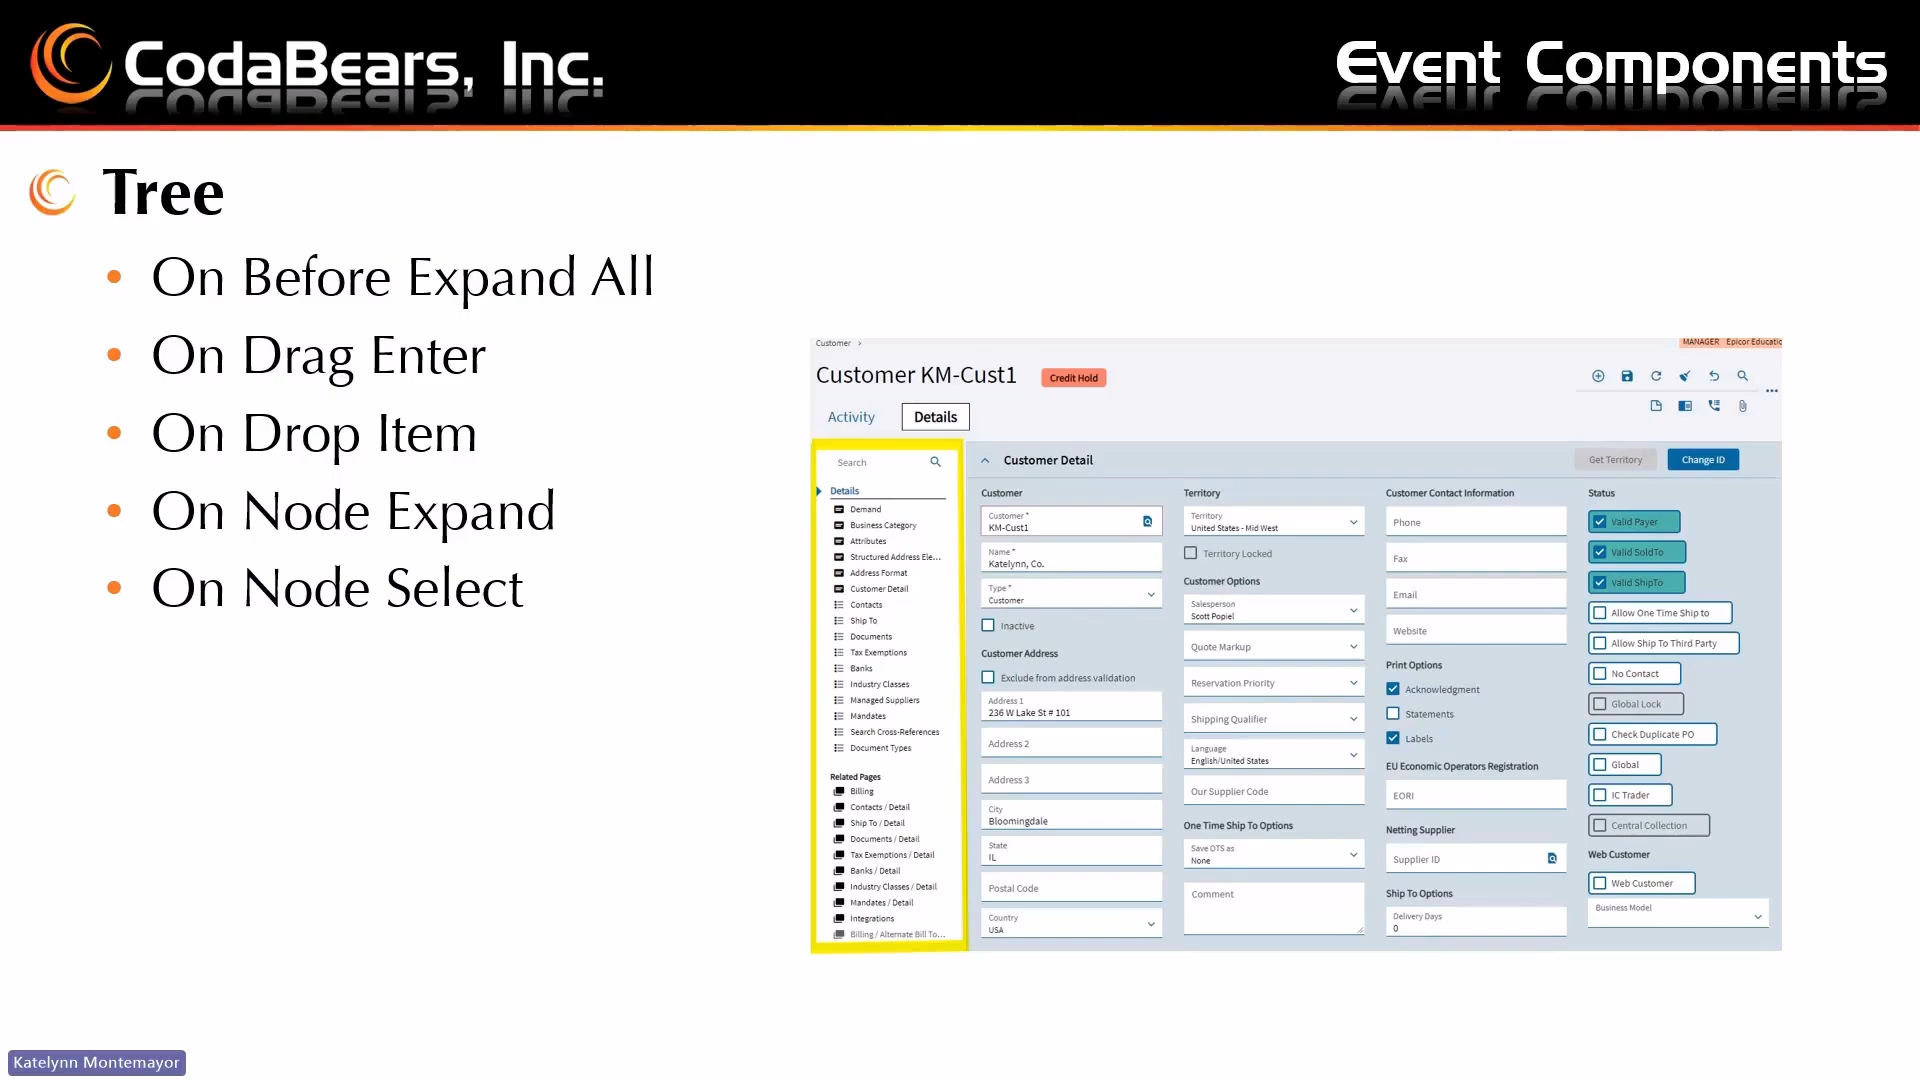 CodaBears, Inc.
Event Components
Tree
• On Before Expand All
• On Drag Enter
• On Drop Item
• On Node Expand
• On Node Select
Customer >
MANAGER Epicor Educatio
Customer KM-Cust1
Credit Hold
Activity
Details
Search
Details
Demand
Business Category
Attributes
Structured Address Ele...
Address Format
Customer Detail
Contacts
Ship To
Documents
Tax Exemptions
Banks
Industry Classes
Managed Suppliers
Mandates
Search Cross-References
Document Types
Related Pages
Billing
Contacts / Detail
Ship To / Detail
Documents / Detail
Tax Exemptions / Detail
Banks / Detail
Industry Classes / Detail
Mandates / Detail
Integrations
Billing / Alternate Bill To...
Customer Detail
Get Territory
Change ID
Customer
Customer *
KM-Cust1
Name *
Katelynn, Co.
Type *
Customer
Inactive
Customer Address
Exclude from address validation
Address 1
236 W Lake St # 101
Address 2
Address 3
City
Bloomingdale
State
IL
Postal Code
Country
USA
Territory
Territory
United States - Mid West
Territory Locked
Customer Options
Salesperson
Scott Popiel
Quote Markup
Reservation Priority
Shipping Qualifier
Language
English/United States
Our Supplier Code
One Time Ship To Options
Save OTS as
None
Comment
Customer Contact Information
Phone
Fax
Email
Website
Print Options
Acknowledgment
Statements
Labels
EU Economic Operators Registration
EORI
Netting Supplier
Supplier ID
Ship To Options
Delivery Days
0
Status
Valid Payer
Valid SoldTo
Valid ShipTo
Allow One Time Ship to
Allow Ship To Third Party
No Contact
Global Lock
Check Duplicate PO
Global
IC Trader
Central Collection
Web Customer
Web Customer
Business Model
Katelynn Montemayor